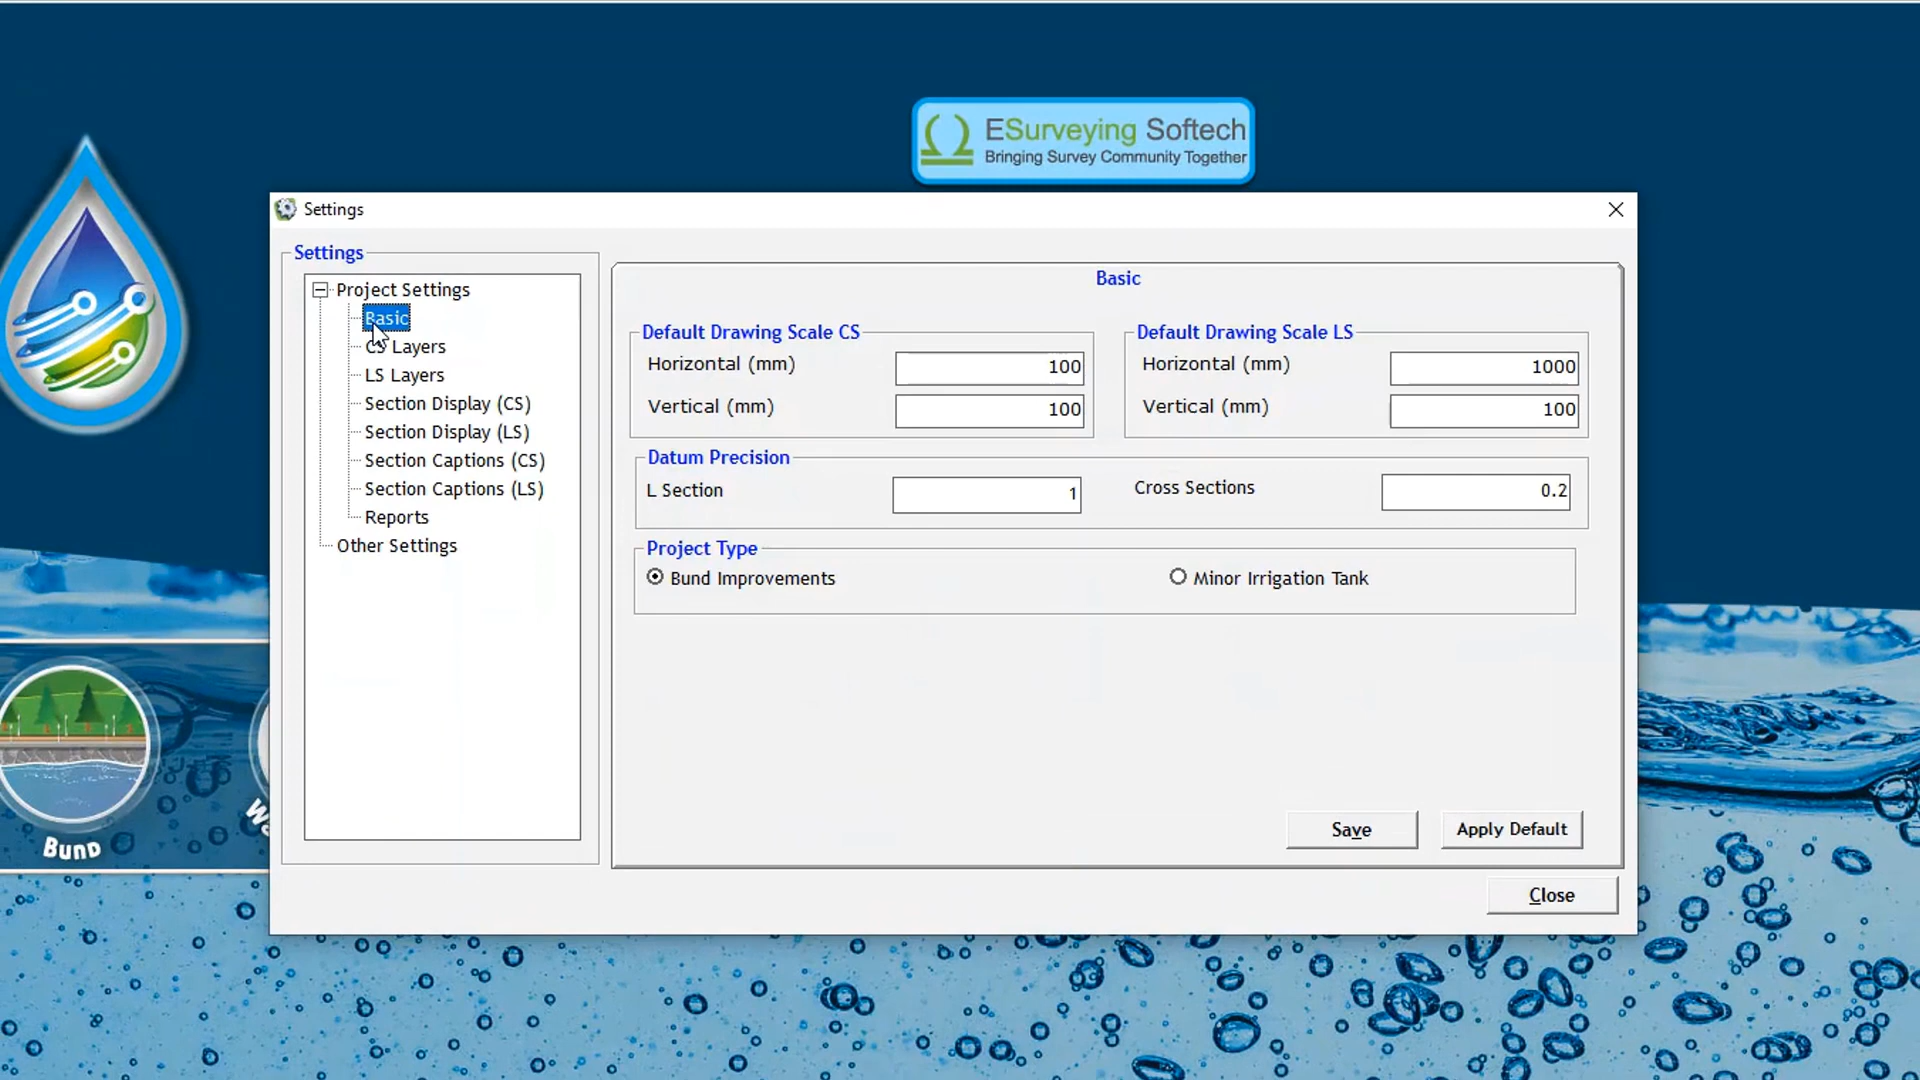 ESurveying Softech
Bringing Survey Community Together
Settings
Settings
Project Settings
Basic
CS Layers
LS Layers
Section Display (CS)
Section Display (LS)
Section Captions (CS)
Section Captions (LS)
Reports
Other Settings
Basic
Default Drawing Scale CS
Horizontal (mm) 100
Vertical (mm) 100
Default Drawing Scale LS
Horizontal (mm) 1000
Vertical (mm) 100
Datum Precision
L Section 1
Cross Sections 0.2
Project Type
Bund Improvements
Minor Irrigation Tank
Save
Apply Default
Close
Bund